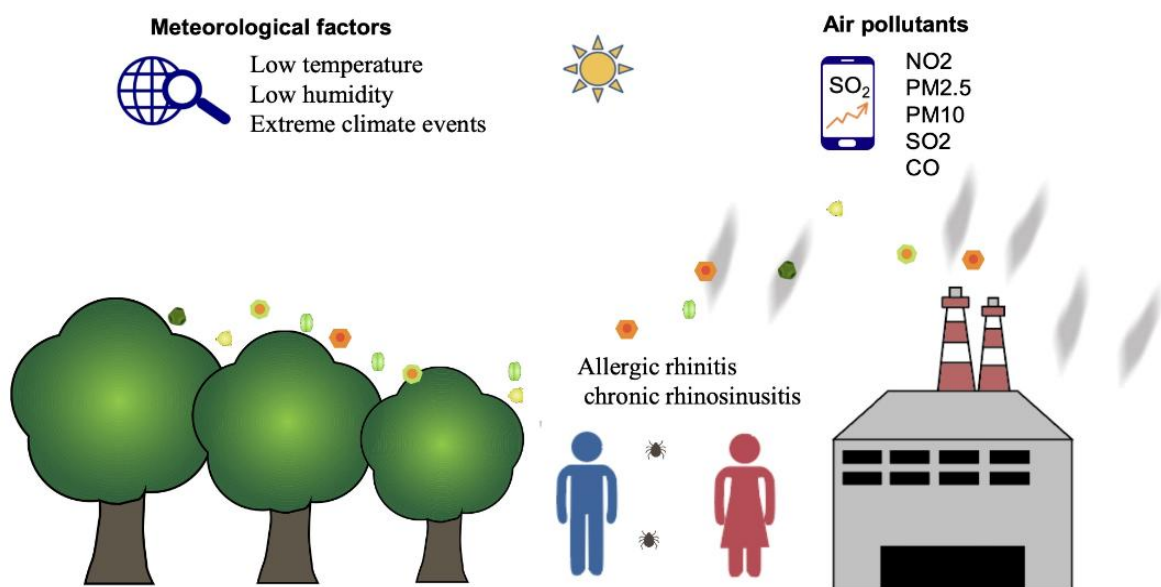 Meteorological factors
Low temperature
Low humidity
Extreme climate events
Air pollutants
SO₂
NO2
PM2.5
PM10
SO2
CO
Allergic rhinitis
chronic rhinosinusitis